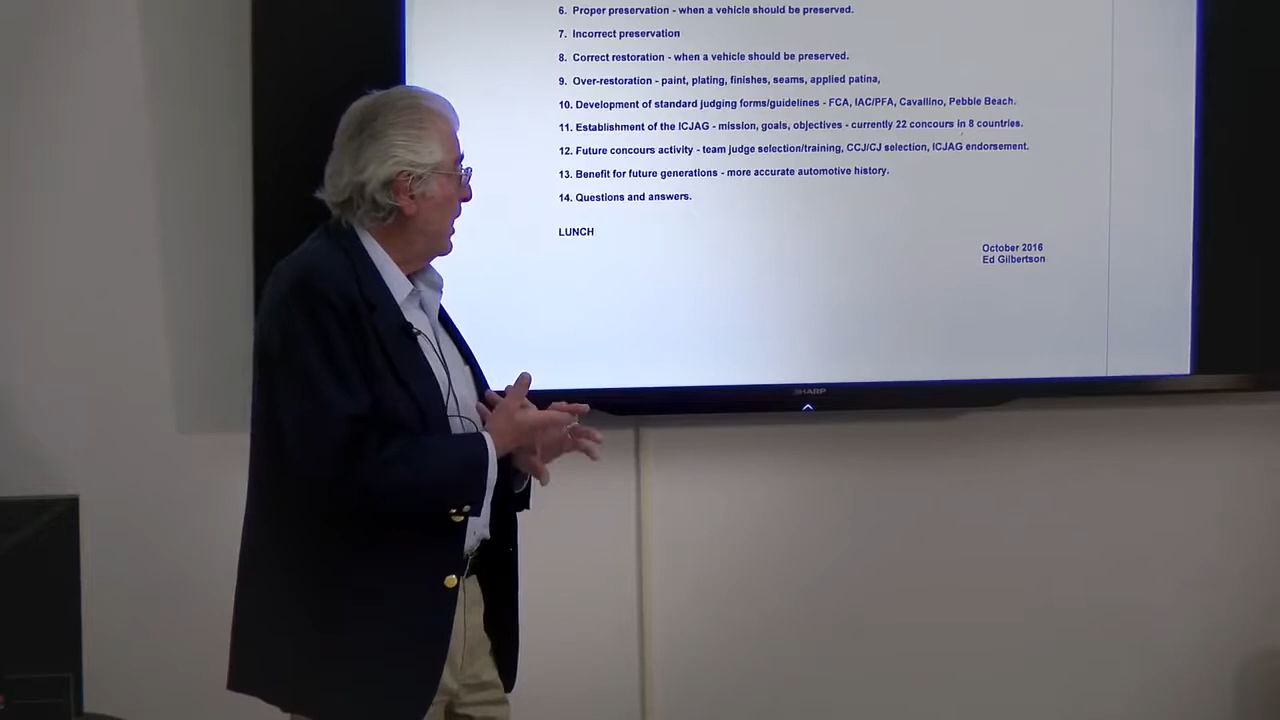 6. Proper preservation - when a vehicle should be preserved.
7. Incorrect preservation
8. Correct restoration - when a vehicle should be preserved.
9. Over-restoration - paint, plating, finishes, seams, applied patina,
10. Development of standard judging forms/guidelines - FCA, IAC/PFA, Cavallino, Pebble Beach.
11. Establishment of the ICJAG - mission, goals, objectives - currently 22 concours in 8 countries.
12. Future concours activity - team judge selection/training, CCJ/CJ selection, ICJAG endorsement.
13. Benefit for future generations - more accurate automotive history.
14. Questions and answers.
LUNCH
October 2016
Ed Gilbertson
SHARP